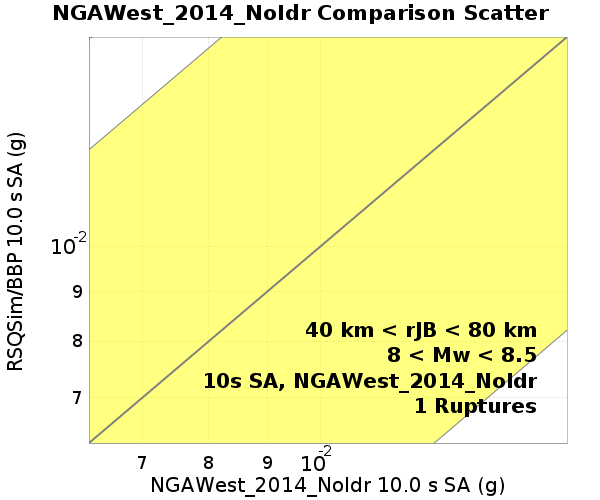 NGAWest_2014_NoIdr Comparison Scatter
RSQSim/BBP 10.0 s SA (g)
10-2
9
8
7
40 km < rJB < 80 km
8 < Mw < 8.5
10s SA, NGAWest_2014_NoIdr
1 Ruptures
7 8 9 10-2
NGAWest_2014_NoIdr 10.0 s SA (g)